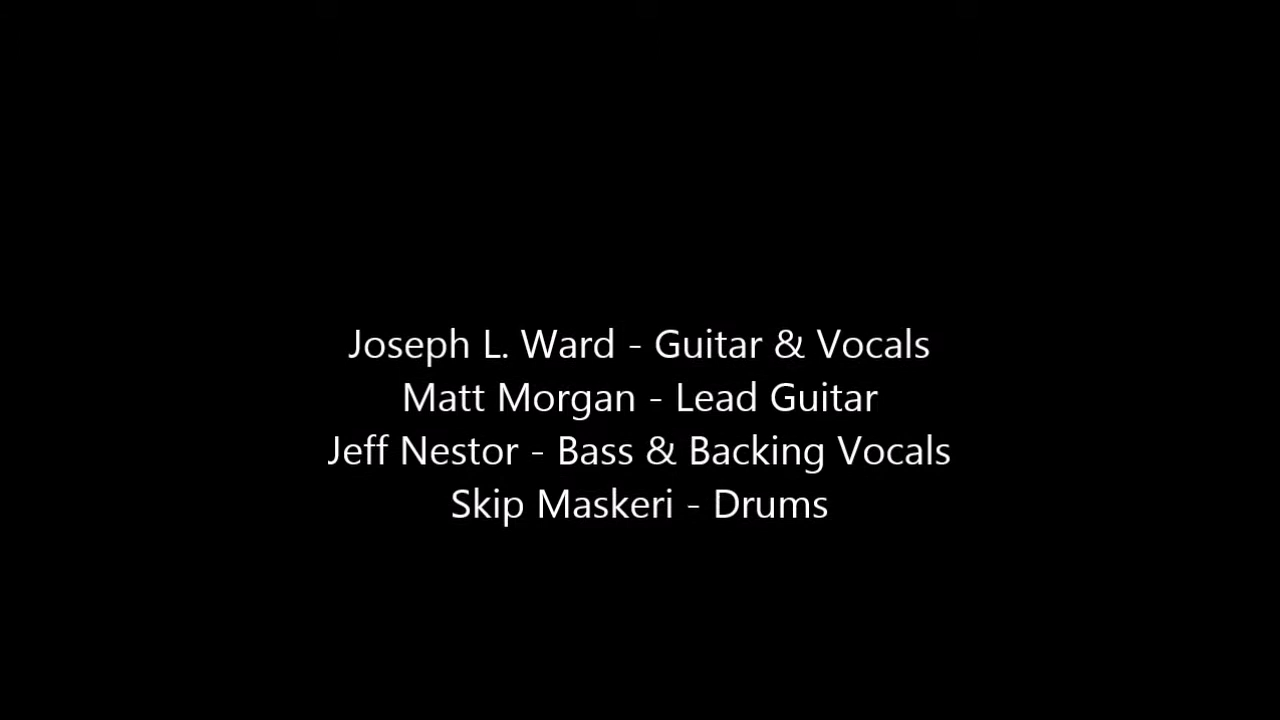 Joseph L. Ward - Guitar & Vocals
Matt Morgan - Lead Guitar
Jeff Nestor - Bass & Backing Vocals
Skip Maskeri - Drums